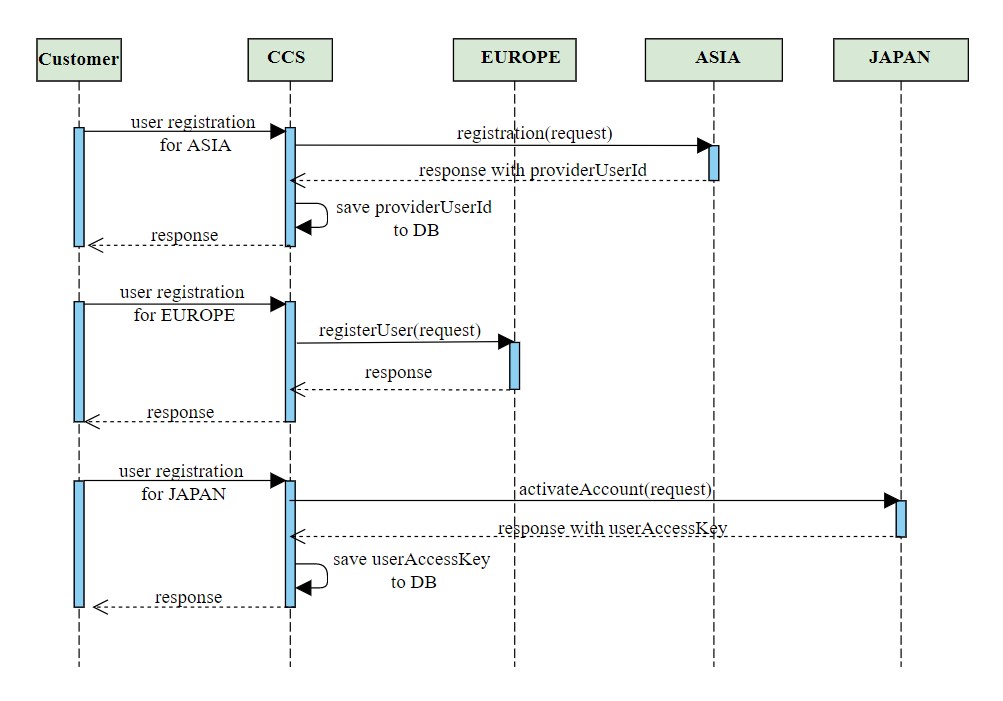 Customer
CCS
EUROPE
ASIA
JAPAN
user registration
for ASIA
registration(request)
response with providerUserId
save providerUserId
to DB
response
user registration
for EUROPE
registerUser(request)
response
response
user registration
for JAPAN
activateAccount(request)
response with userAccessKey
save userAccessKey
to DB
response